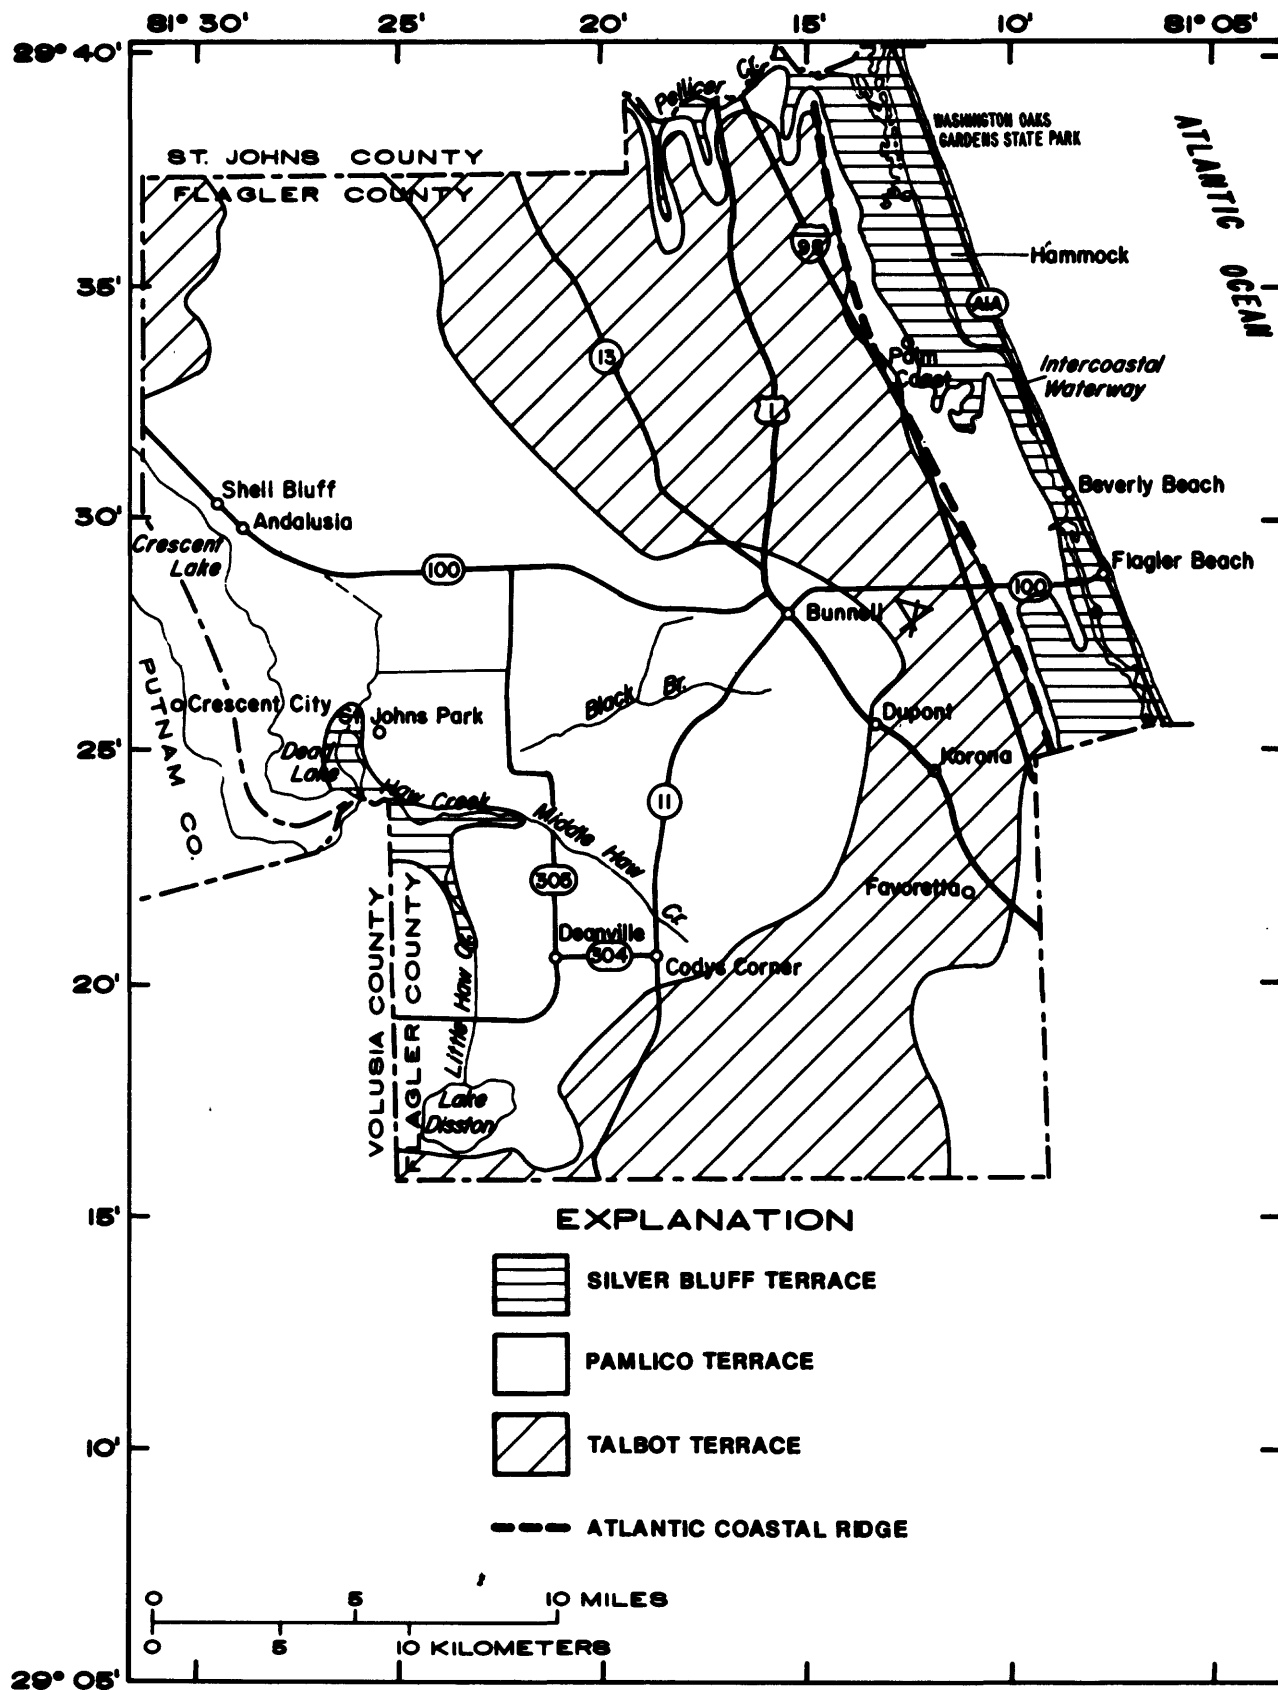 81° 30' 25' 20' 15' 10' 81° 05'
29° 40'
Pellicer Cr.
WASHINGTON OAKS
GARDENS STATE PARK
ATLANTIC OCEAN
ST. JOHNS COUNTY
FLAGLER COUNTY
95
Hammock
35'
A1A
13
Palm
Coast
Intercoastal
Waterway
1
Shell Bluff
Beverly Beach
30'
Andalusia
Crescent
Lake
100
Flagler Beach
100
Bunnell
PUTNAM CO.
Black Br.
Crescent City
St Johns Park
Dupont
25'
Dead
Lake
Korona
Haw Creek
11
Middle Haw Cr.
305
Favoretta
VOLUSIA COUNTY
FLAGLER COUNTY
Little Haw Cr.
Deanville
304
Codys Corner
20'
Lake
Disston
15'
EXPLANATION
SILVER BLUFF TERRACE
PAMLICO TERRACE
TALBOT TERRACE
10'
ATLANTIC COASTAL RIDGE
0 5 10 MILES
0 5 10 KILOMETERS
29° 05'